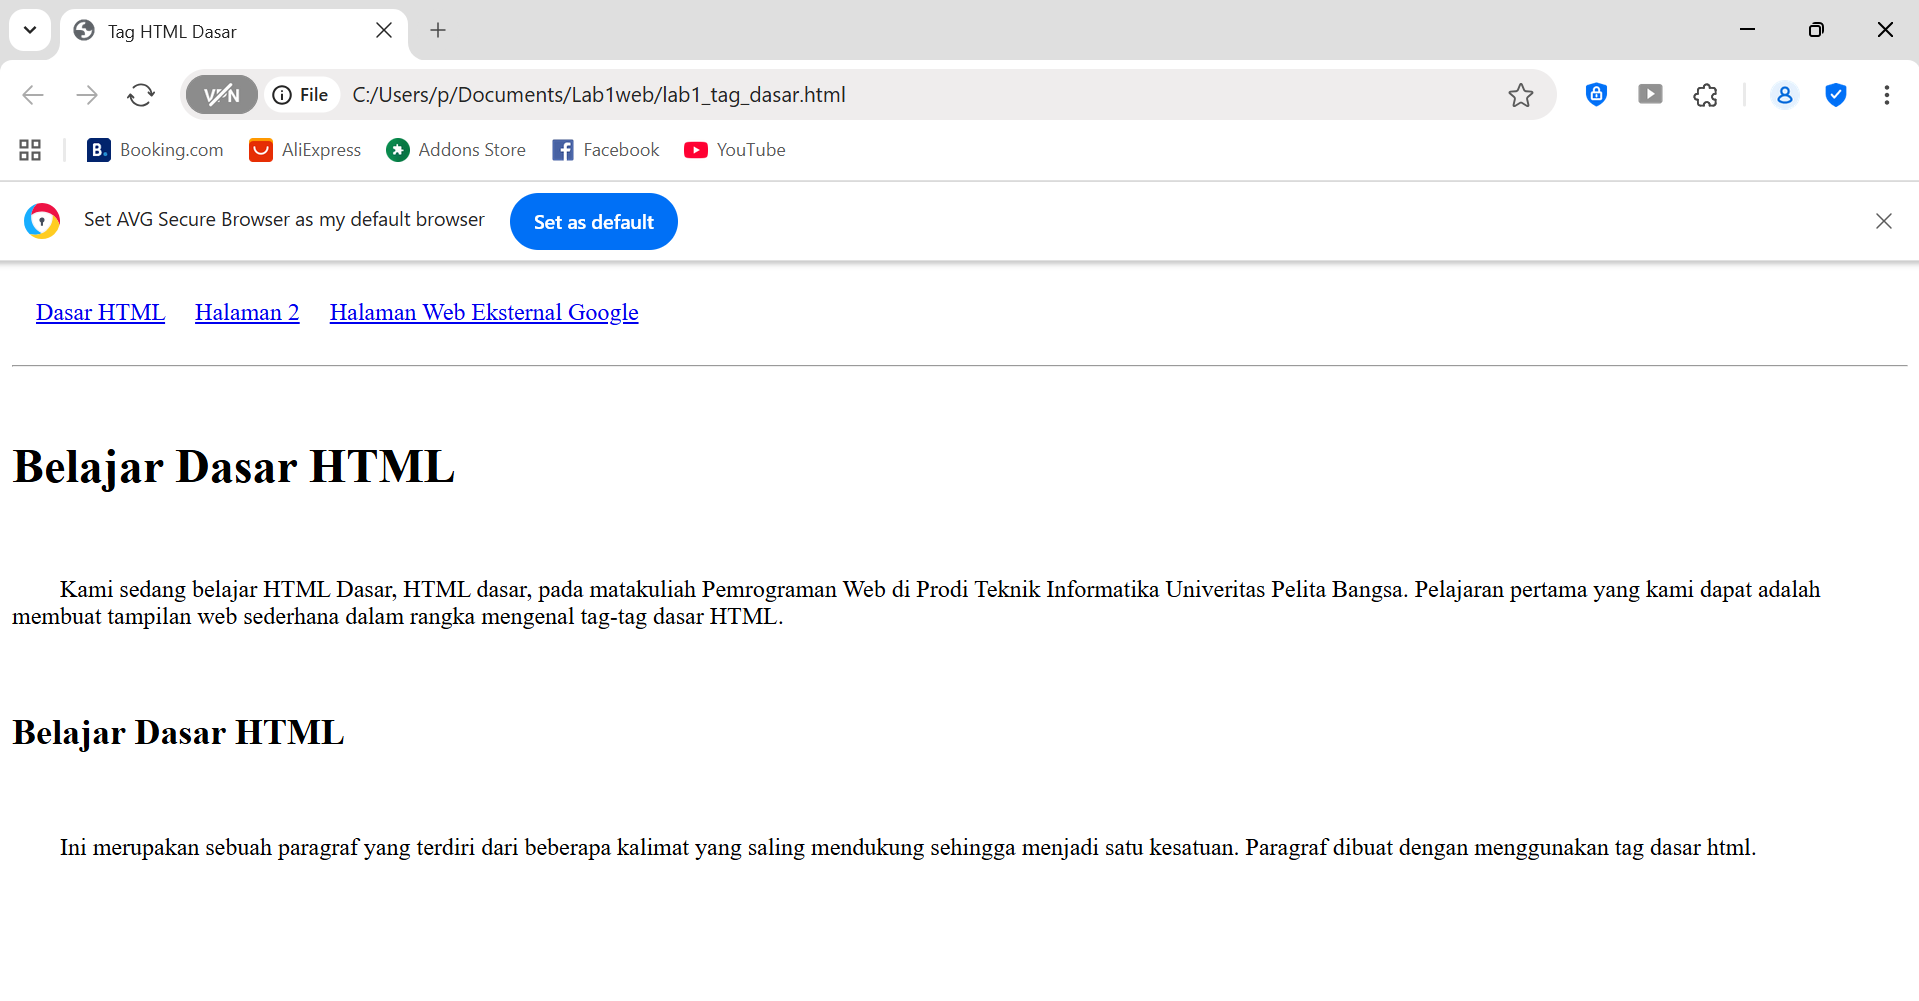 Tag HTML Dasar
VPN File C:/Users/p/Documents/Lab1web/lab1_tag_dasar.html
B. Booking.com AliExpress Addons Store Facebook YouTube
Set AVG Secure Browser as my default browser Set as default
Dasar HTML Halaman 2 Halaman Web Eksternal Google
Belajar Dasar HTML
Kami sedang belajar HTML Dasar, HTML dasar, pada matakuliah Pemrograman Web di Prodi Teknik Informatika Univeritas Pelita Bangsa. Pelajaran pertama yang kami dapat adalah
membuat tampilan web sederhana dalam rangka mengenal tag-tag dasar HTML.
Belajar Dasar HTML
Ini merupakan sebuah paragraf yang terdiri dari beberapa kalimat yang saling mendukung sehingga menjadi satu kesatuan. Paragraf dibuat dengan menggunakan tag dasar html.